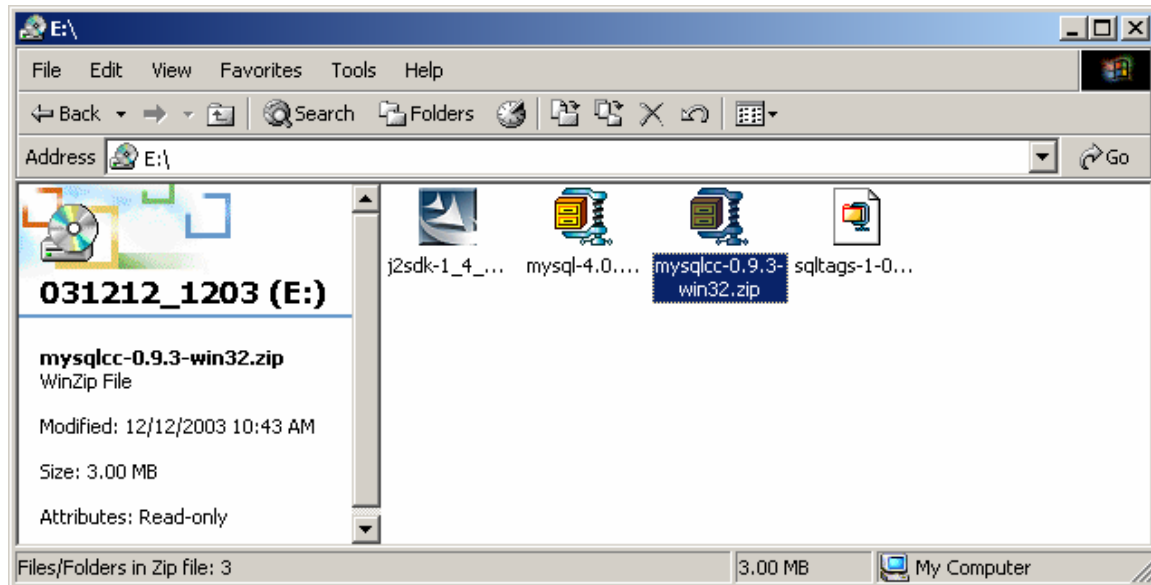 E:\
File Edit View Favorites Tools Help
Back Search Folders
Address E:\ Go
031212_1203 (E:)
mysqlcc-0.9.3-win32.zip
WinZip File
Modified: 12/12/2003 10:43 AM
Size: 3.00 MB
Attributes: Read-only
j2sdk-1_4_... mysql-4.0.... mysqlcc-0.9.3- sqltags-1-0...
win32.zip
Files/Folders in Zip file: 3 3.00 MB My Computer